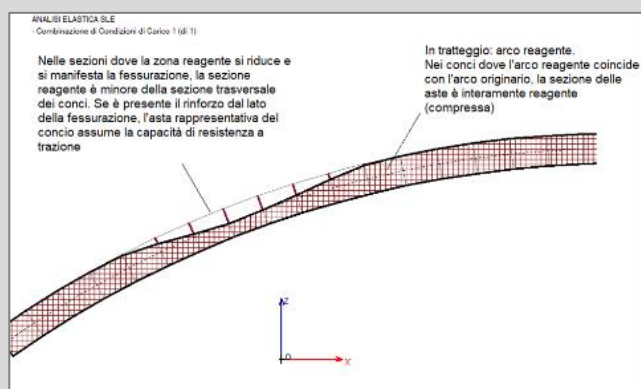 ANALISI ELASTICA SLE
- Combinazione di Condizioni di Carico 1 (di 1)
Nelle sezioni dove la zona reagente si riduce e
si manifesta la fessurazione, la sezione
reagente è minore della sezione trasversale
dei conci. Se è presente il rinforzo dal lato
della fessurazione, l'asta rappresentativa del
concio assume la capacità di resistenza a
trazione
In tratteggio: arco reagente.
Nei conci dove l'arco reagente coincide
con l'arco originario, la sezione delle
aste è interamente reagente
(compressa)
Z
O
X